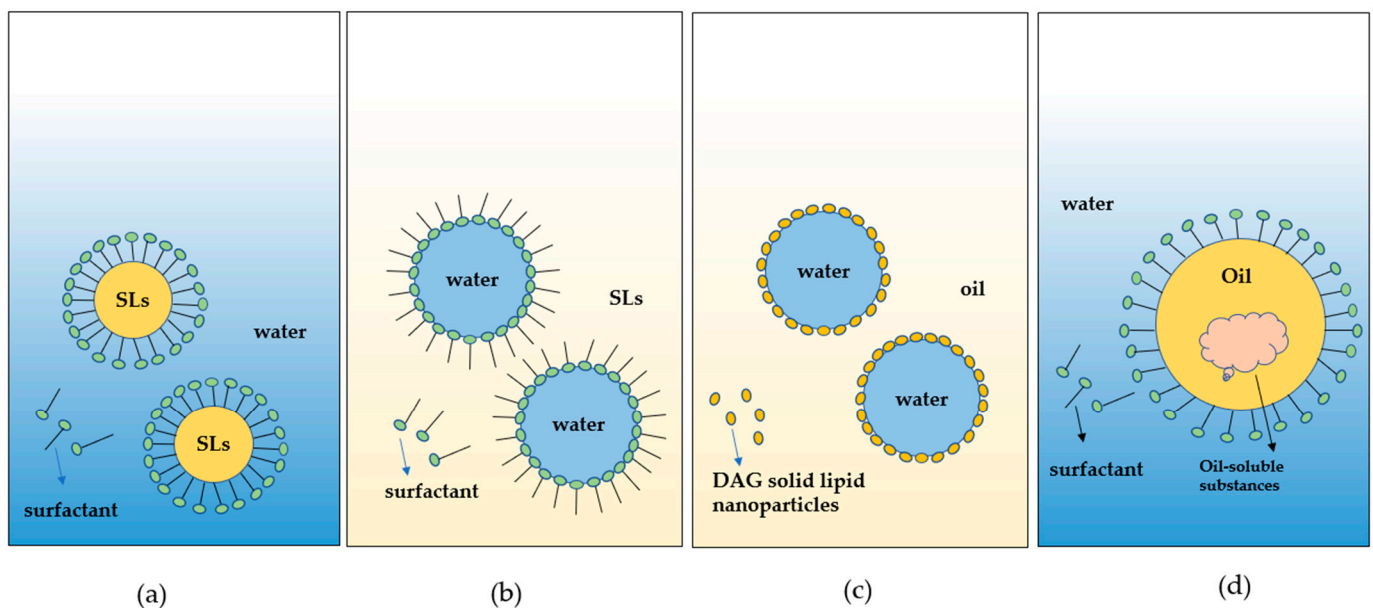 SLs
water
SLs
surfactant
(a)
water
SLs
water
surfactant
(b)
water
oil
water
DAG solid lipid
nanoparticles
(c)
water
Oil
surfactant
Oil-soluble
substances
(d)